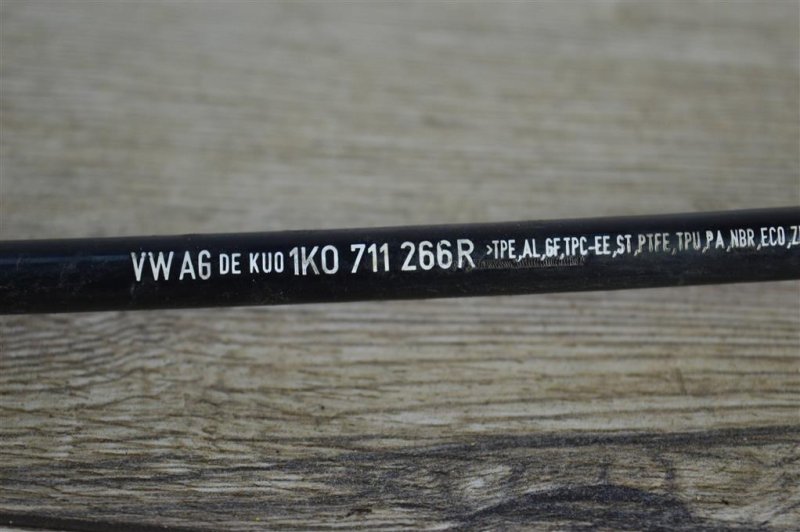 VW AG DE KUO 1K0 711 266R >TPE,AL,GF,TPC-EE,ST,PTFE,TPU,PA,NBR,ECO,